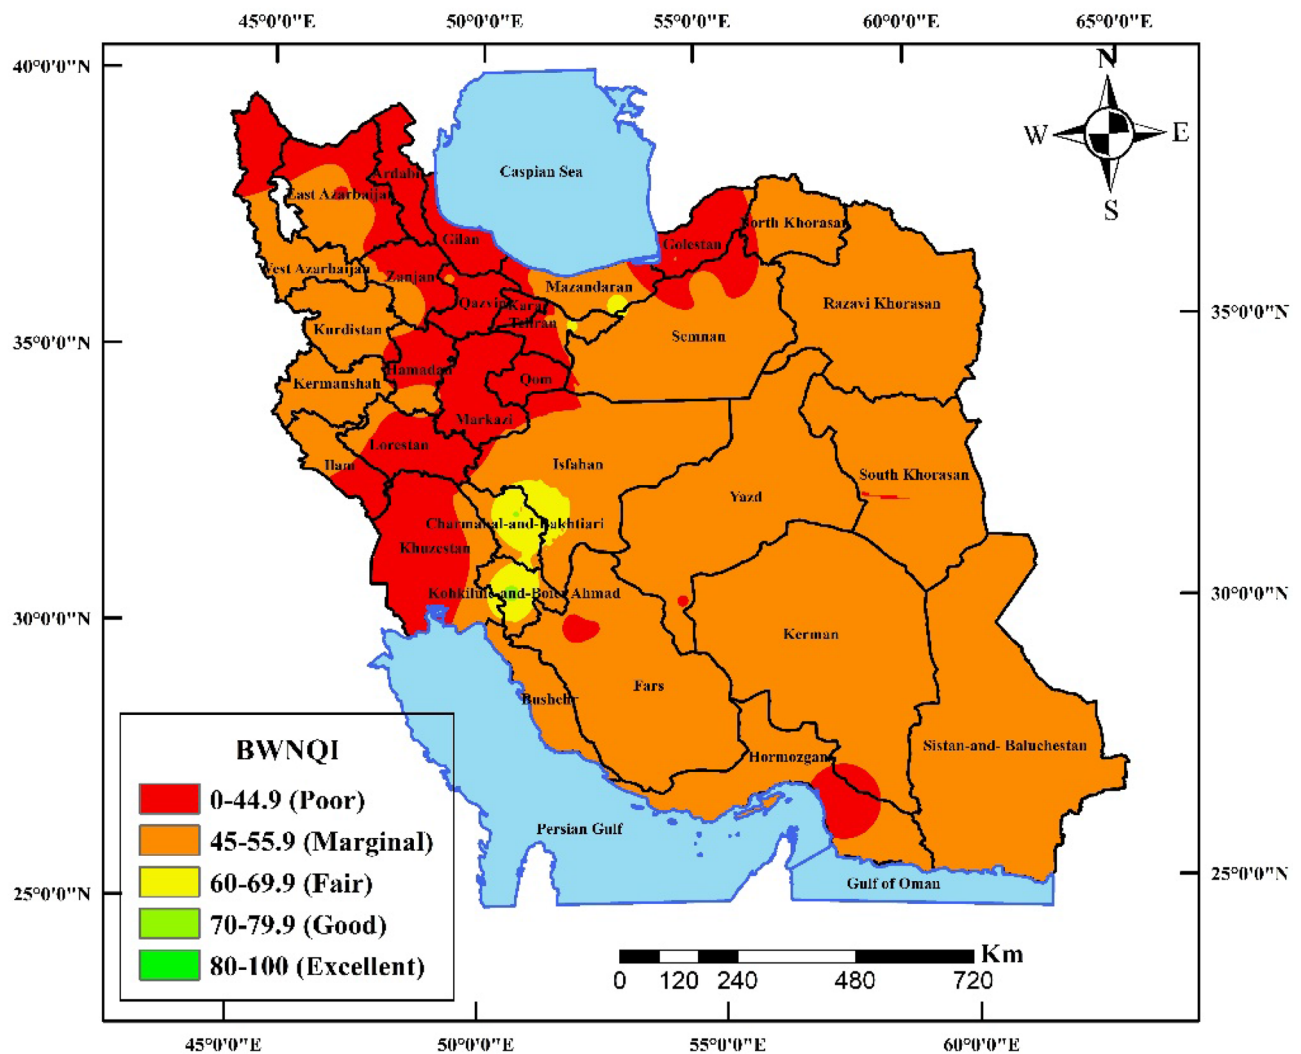 45°0'0"E 50°0'0"E 55°0'0"E 60°0'0"E 65°0'0"E
40°0'0"N
N
W E
S
Caspian Sea
Ardabil
East Azarbaijan
Gilan
Golestan
North Khorasan
West Azarbaijan
Zanjan
Mazandaran
Qazvin
Karaj
Razavi Khorasan
35°0'0"N
Tehran
Kurdistan
Semnan
35°0'0"N
Hamadan
Qom
Kermanshah
Markazi
Lorestan
Ilam
Isfahan
South Khorasan
Yazd
Charmahal-and-Bakhtiari
Khuzestan
Kohkilute-and-Boier Ahmad
30°0'0"N
30°0'0"N
Kerman
Fars
Bushehr
Sistan-and- Baluchestan
Hormozgan
Persian Gulf
Gulf of Oman
25°0'0"N
25°0'0"N
BWNQI
0-44.9 (Poor)
45-55.9 (Marginal)
60-69.9 (Fair)
70-79.9 (Good)
80-100 (Excellent)
Km
0 120 240 480 720
45°0'0"E 50°0'0"E 55°0'0"E 60°0'0"E